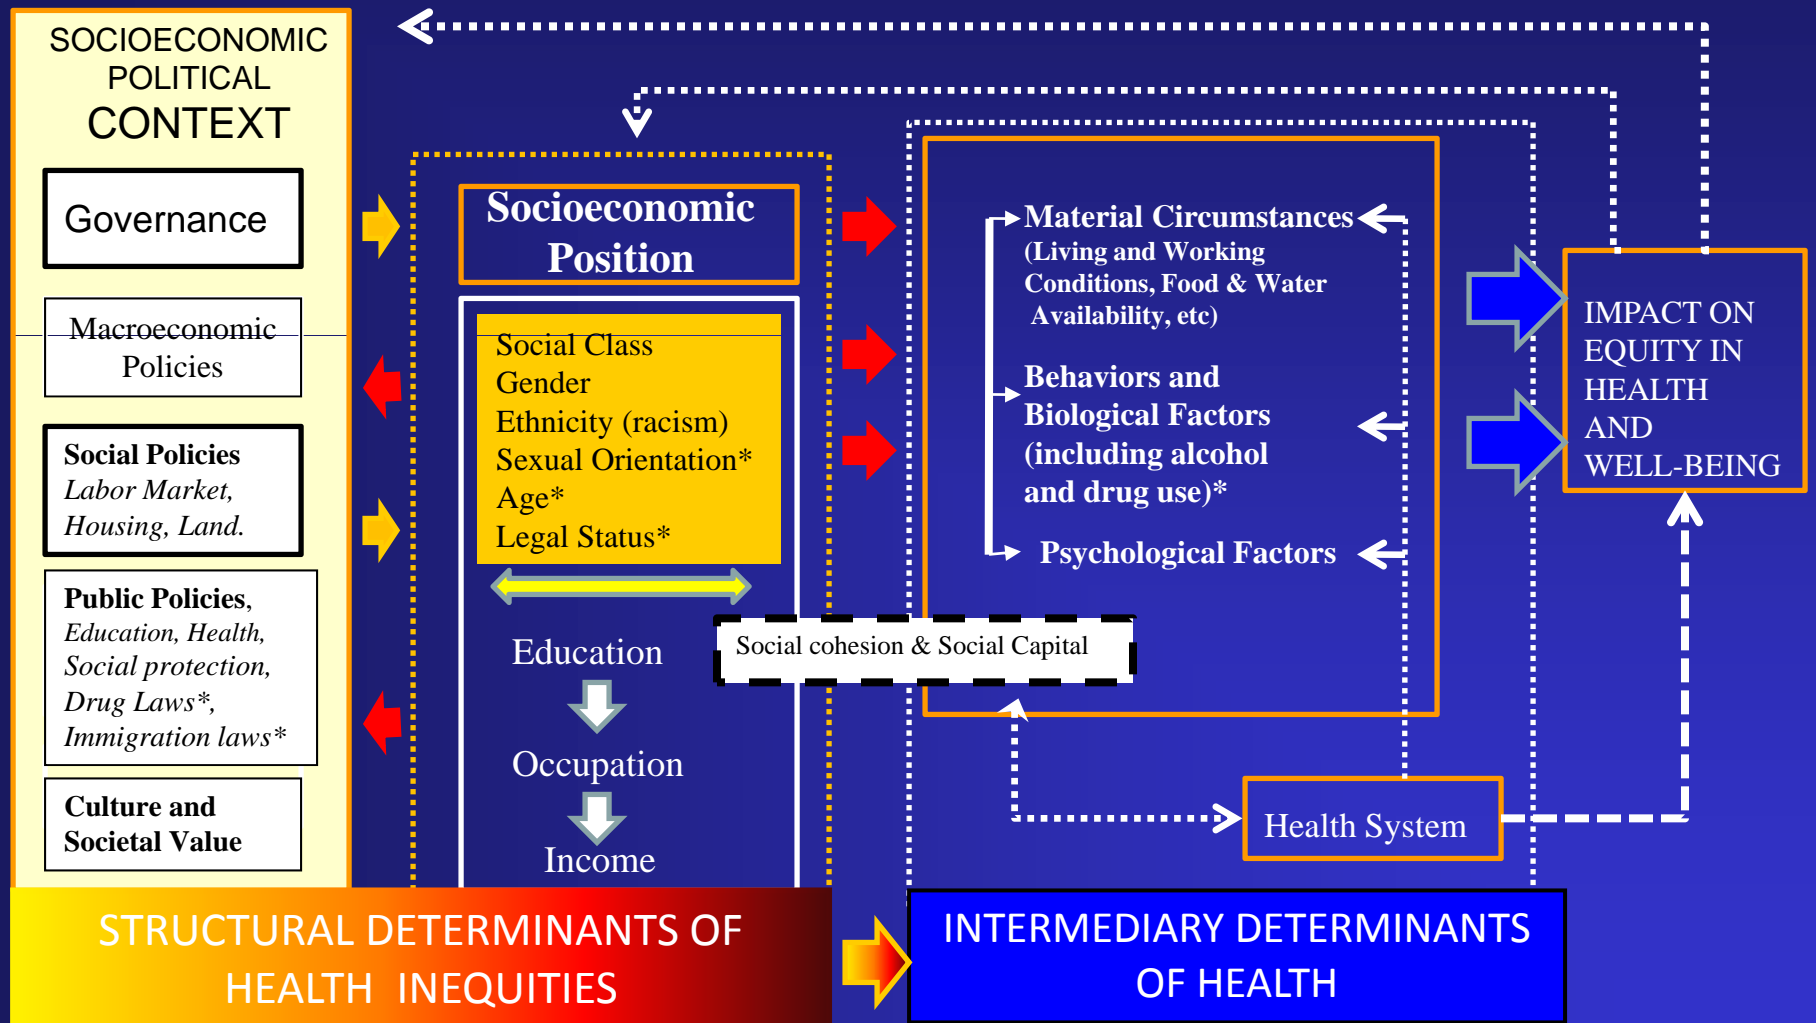 SOCIOECONOMIC
POLITICAL
CONTEXT
Governance
Macroeconomic
Policies
Social Policies
Labor Market,
Housing, Land.
Public Policies,
Education, Health,
Social protection,
Drug Laws*,
Immigration laws*
Culture and
Societal Value
Socioeconomic
Position
Social Class
Gender
Ethnicity (racism)
Sexual Orientation*
Age*
Legal Status*
Education
Occupation
Income
Social cohesion & Social Capital
Material Circumstances
(Living and Working
Conditions, Food & Water
Availability, etc)
Behaviors and
Biological Factors
(including alcohol
and drug use)*
Psychological Factors
Health System
IMPACT ON
EQUITY IN
HEALTH
AND
WELL-BEING
STRUCTURAL DETERMINANTS OF
HEALTH INEQUITIES
INTERMEDIARY DETERMINANTS
OF HEALTH